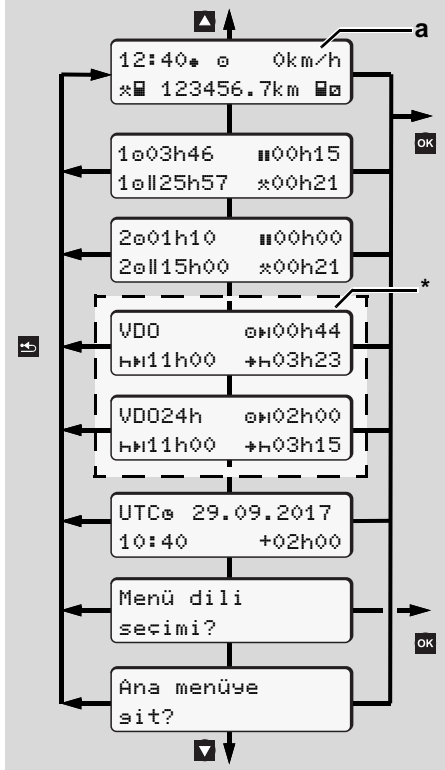 a
12:40● ⊙ 0km/h
123456.7km
OK
1⊙03h46 00h15
1⊙||25h57 00h21
2⊙01h10 00h00
2⊙||15h00 00h21
*
VDO ⊙00h44
11h00 03h23
VDO24h ⊙02h00
11h00 03h15
UTC 29.09.2017
10:40 +02h00
Menü dili
seçimi?
OK
Ana menüye
git?